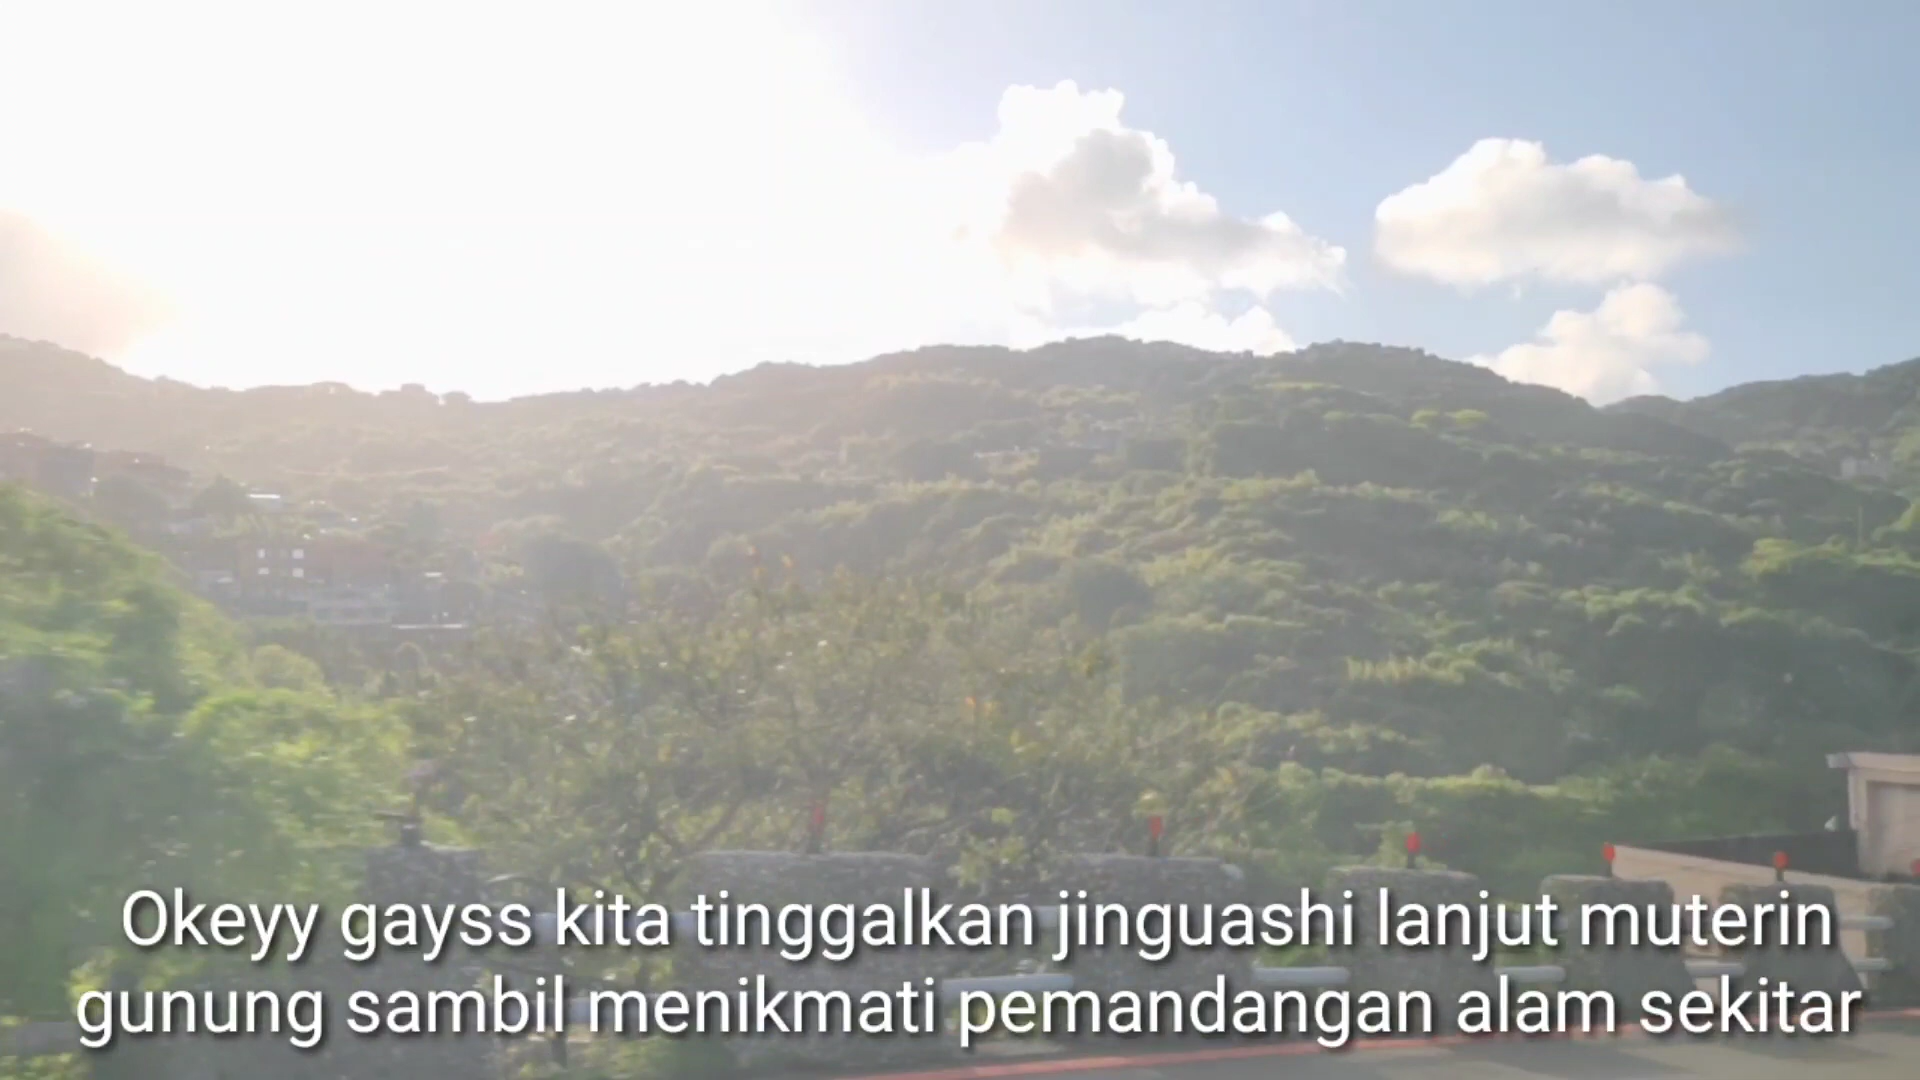 Okeyy gayss kita tinggalkan jinguashi lanjut muterin
gunung sambil menikmati pemandangan alam sekitar